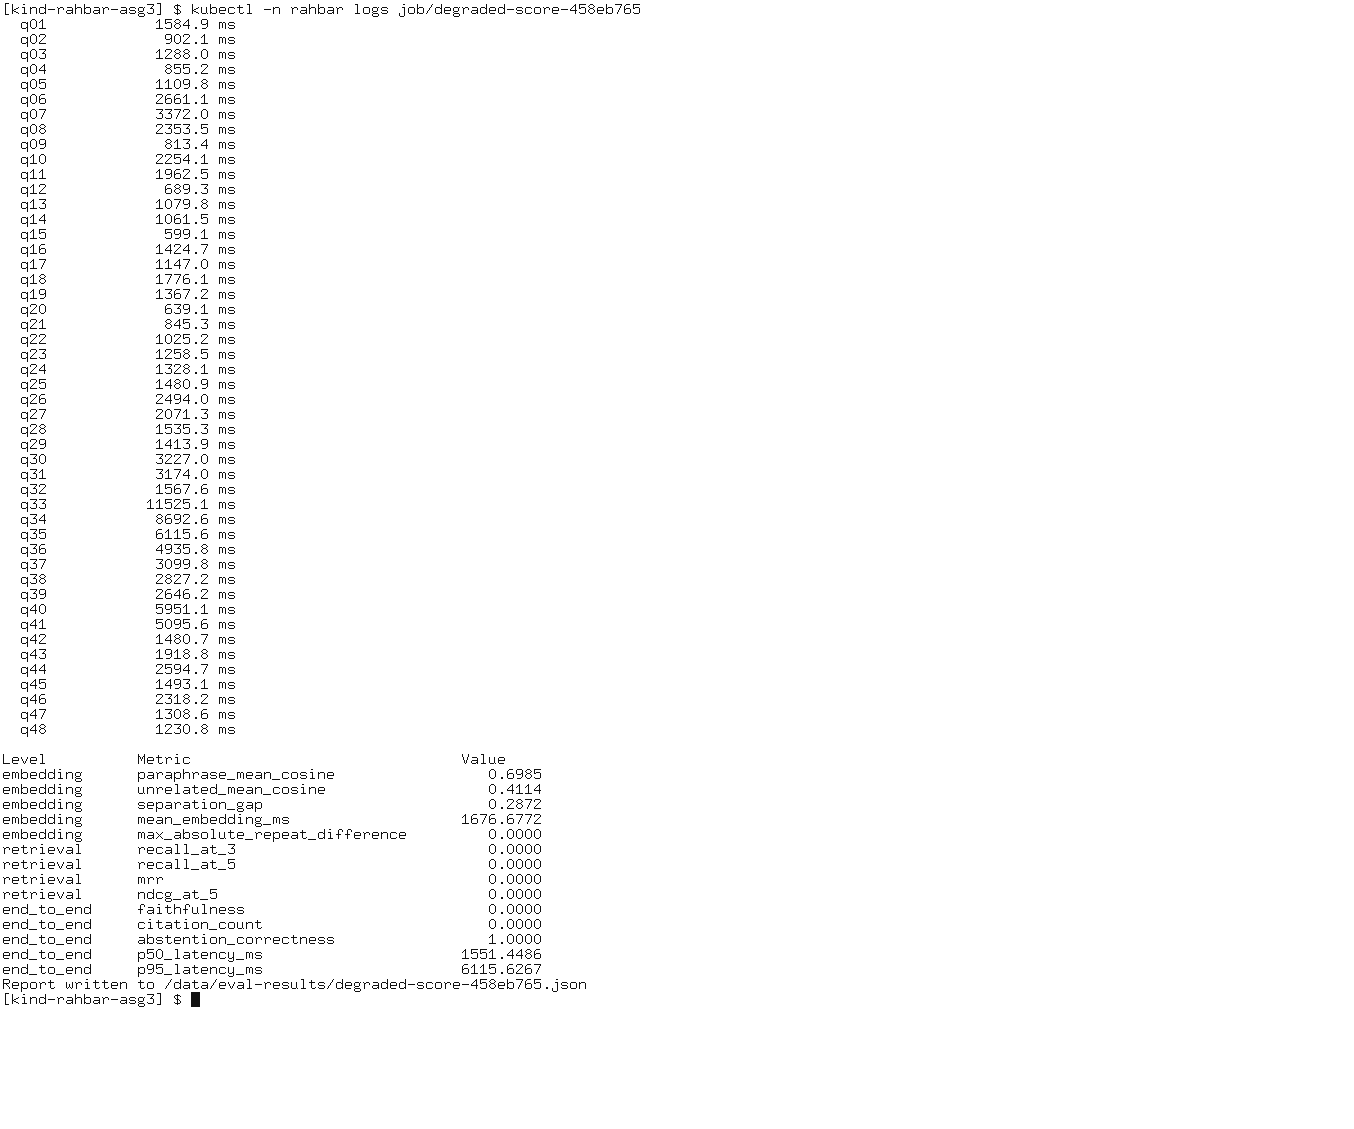 [kind-rahbar-asg3] $ kubectl -n rahbar logs job/degraded-score-458eb765
q01 1584.9 ms
q02 902.1 ms
q03 1288.0 ms
q04 855.2 ms
q05 1109.8 ms
q06 2661.1 ms
q07 3372.0 ms
q08 2353.5 ms
q09 813.4 ms
q10 2254.1 ms
q11 1962.5 ms
q12 689.3 ms
q13 1079.8 ms
q14 1061.5 ms
q15 599.1 ms
q16 1424.7 ms
q17 1147.0 ms
q18 1776.1 ms
q19 1367.2 ms
q20 639.1 ms
q21 845.3 ms
q22 1025.2 ms
q23 1258.5 ms
q24 1328.1 ms
q25 1480.9 ms
q26 2494.0 ms
q27 2071.3 ms
q28 1535.3 ms
q29 1413.9 ms
q30 3227.0 ms
q31 3174.0 ms
q32 1567.6 ms
q33 11525.1 ms
q34 8692.6 ms
q35 6115.6 ms
q36 4935.8 ms
q37 3099.8 ms
q38 2827.2 ms
q39 2646.2 ms
q40 5951.1 ms
q41 5095.6 ms
q42 1480.7 ms
q43 1918.8 ms
q44 2594.7 ms
q45 1493.1 ms
q46 2318.2 ms
q47 1308.6 ms
q48 1230.8 ms
Level Metric Value
embedding paraphrase_mean_cosine 0.6985
embedding unrelated_mean_cosine 0.4114
embedding separation_gap 0.2872
embedding mean_embedding_ms 1676.6772
embedding max_absolute_repeat_difference 0.0000
retrieval recall_at_3 0.0000
retrieval recall_at_5 0.0000
retrieval mrr 0.0000
retrieval ndcg_at_5 0.0000
end_to_end faithfulness 0.0000
end_to_end citation_count 0.0000
end_to_end abstention_correctness 1.0000
end_to_end p50_latency_ms 1551.4486
end_to_end p95_latency_ms 6115.6267
Report written to /data/eval-results/degraded-score-458eb765.json
[kind-rahbar-asg3] $